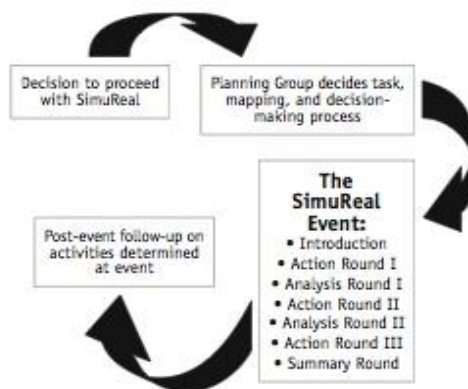 Decision to proceed
with SimuReal
Planning Group decides task,
mapping, and decision-
making process
The
SimuReal
Event:
• Introduction
• Action Round I
• Analysis Round I
• Action Round II
• Analysis Round II
• Action Round III
• Summary Round
Post-event follow-up on
activities determined
at event